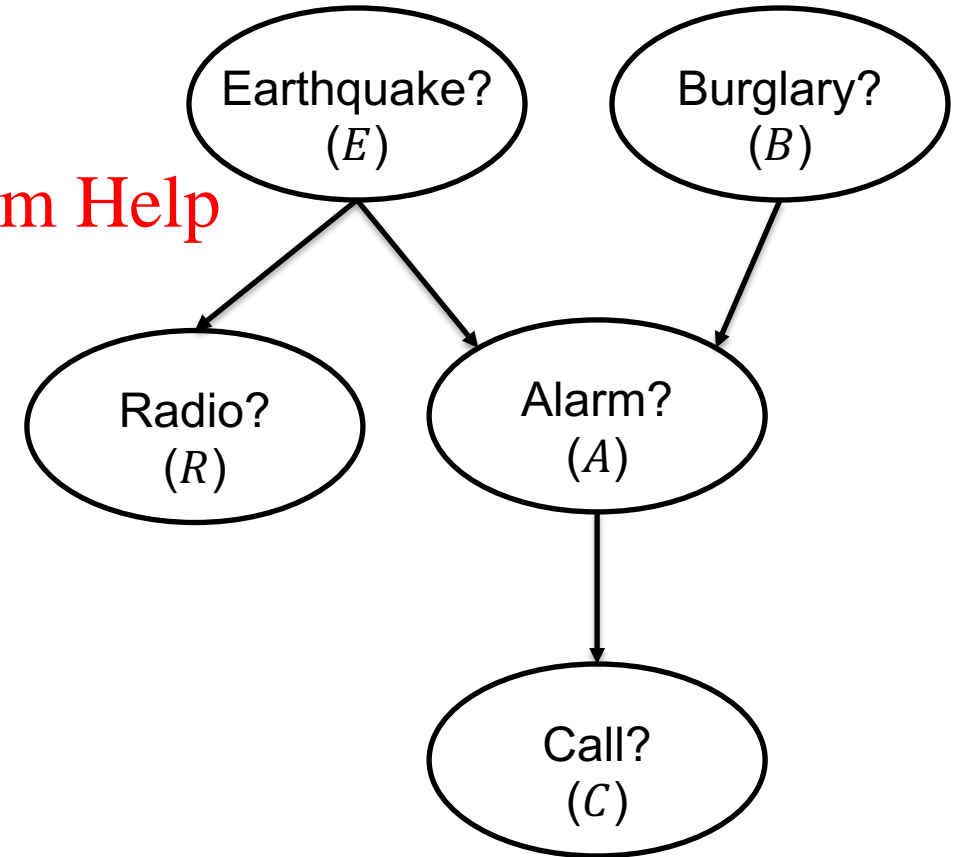 Earthquake?
(E)
Burglary?
(B)
m Help
Radio?
(R)
Alarm?
(A)
Call?
(C)